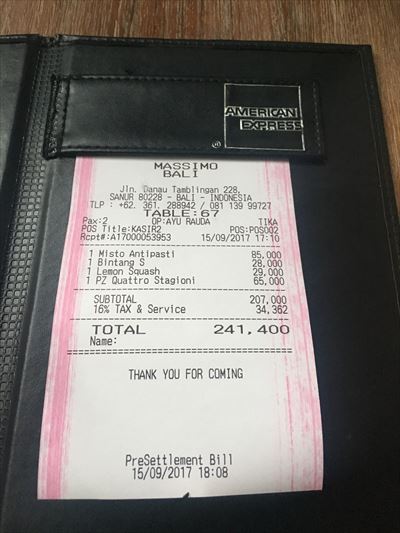 AMERICAN
EXPRESS
®
MASSIMO
BALI
Jln. Danau Tamblingan 228,
SANUR 80228 - BALI - INDONESIA
TLP : +62. 361. 288942 / 081 139 99727
TABLE:67
Pax:2 OP:AYU RAUDA TIKA
POS Title:KASIR2 POS:POS002
Rcpt#:A17000053953 15/09/2017 17:10
1 Misto Antipasti 85,000
1 Bintang S 28,000
1 Lemon Squash 29,000
1 PZ Quattro Stagioni 65,000
SUBTOTAL 207,000
16% TAX & Service 34,362
TOTAL 241,400
Name:
THANK YOU FOR COMING
PreSettlement Bill
15/09/2017 18:08